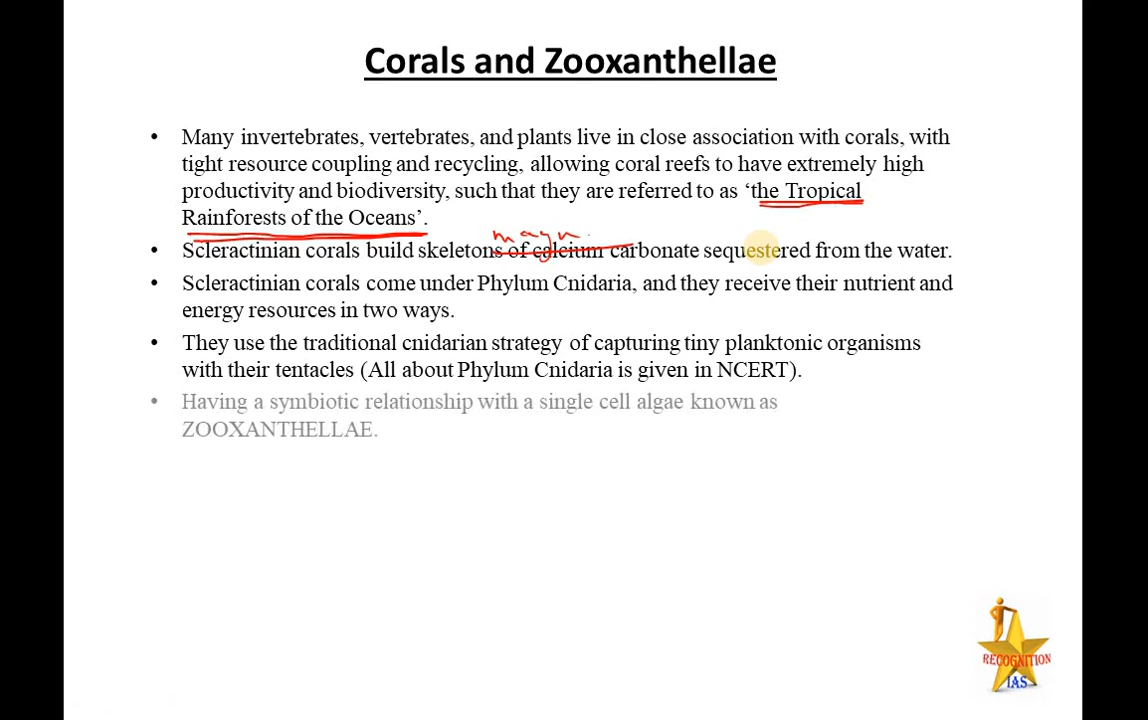 Corals and Zooxanthellae
• Many invertebrates, vertebrates, and plants live in close association with corals, with
tight resource coupling and recycling, allowing coral reefs to have extremely high
productivity and biodiversity, such that they are referred to as ‘the Tropical
Rainforests of the Oceans’.
magn
• Scleractinian corals build skeletons of calcium carbonate sequestered from the water.
• Scleractinian corals come under Phylum Cnidaria, and they receive their nutrient and
energy resources in two ways.
• They use the traditional cnidarian strategy of capturing tiny planktonic organisms
with their tentacles (All about Phylum Cnidaria is given in NCERT).
• Having a symbiotic relationship with a single cell algae known as
ZOOXANTHELLAE.
RECOGNITION
IAS